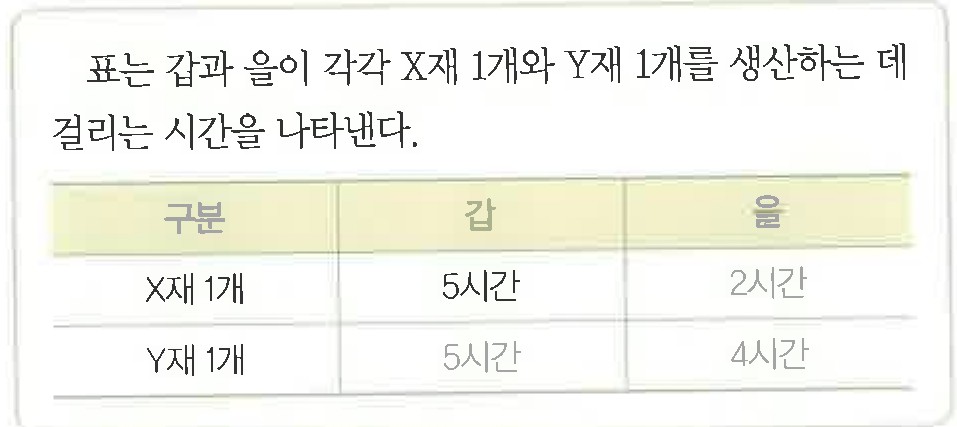 표는 갑과 을이 각각 X재 1개와 Y재 1개를 생산하는 데
걸리는 시간을 나타낸다.
구분 갑 을
X재 1개 5시간 2시간
Y재 1개 5시간 4시간